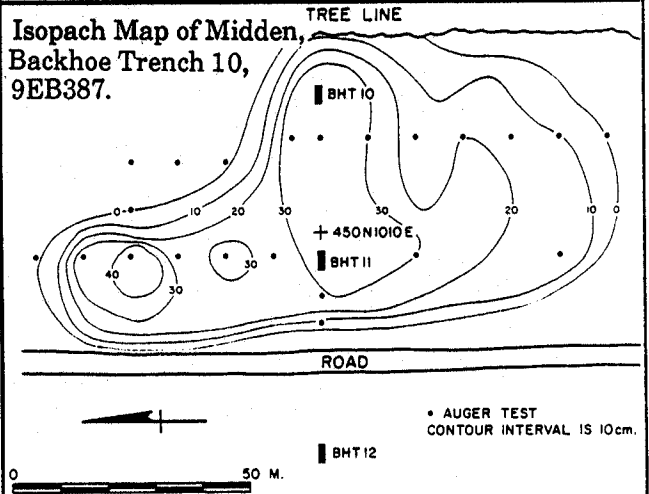 TREE LINE
Isopach Map of Midden,
Backhoe Trench 10,
9EB387.
BHT 10
0 10 20 30 30 20 10 0
450N1010E
BHT 11
30
40
30
ROAD
• AUGER TEST
CONTOUR INTERVAL IS 10cm.
BHT 12
0 50 M.